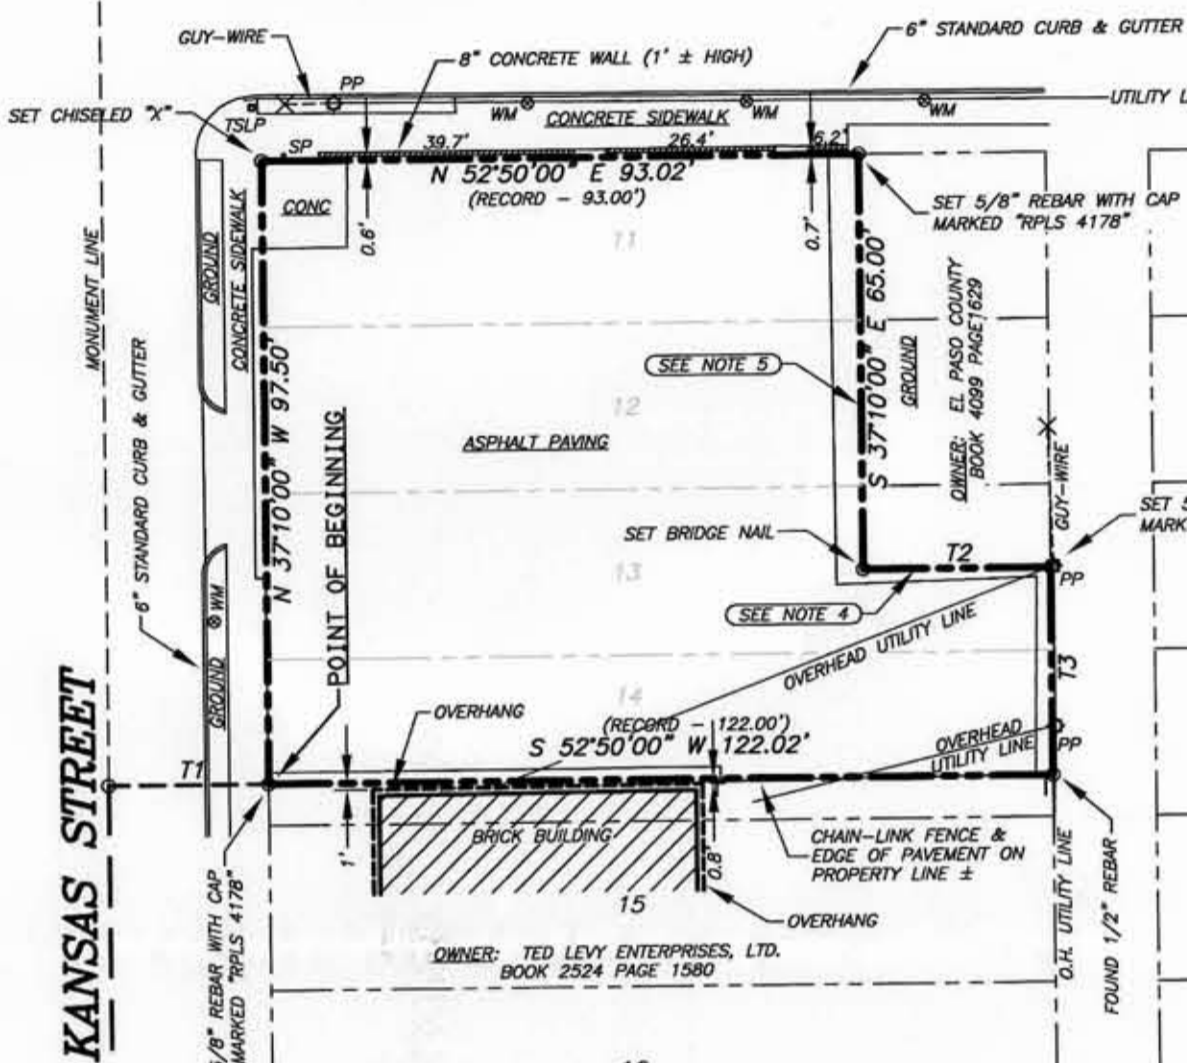 GUY-WIRE
PP
8" CONCRETE WALL (1' ± HIGH)
6" STANDARD CURB & GUTTER
SET CHISELED "X"
TSLP
WM
CONCRETE SIDEWALK
WM
WM
UTILITY L
SP
39.7'
26.4'
6.2'
N 52°50'00" E 93.02'
(RECORD - 93.00')
CONC
0.6'
0.7'
11
SET 5/8" REBAR WITH CAP
MARKED "RPLS 4178"
MONUMENT LINE
GROUND
CONCRETE SIDEWALK
6" STANDARD CURB & GUTTER
N 37°10'00" W 97.50'
POINT OF BEGINNING
SEE NOTE 5
12
ASPHALT PAVING
S 37°10'00" E 65.00'
GROUND
OWNER: EL PASO COUNTY
BOOK 4099 PAGE 1629
GUY-WIRE
SET 5
MARK
SET BRIDGE NAIL
T2
PP
13
SEE NOTE 4
OVERHEAD UTILITY LINE
WM
GROUND
T3
14
OVERHANG
(RECORD - 122.00')
S 52°50'00" W 122.02'
OVERHEAD
UTILITY LINE
PP
T1
KANSAS STREET
1'
BRICK BUILDING
0.8'
CHAIN-LINK FENCE &
EDGE OF PAVEMENT ON
PROPERTY LINE ±
15
OVERHANG
OWNER: TED LEVY ENTERPRISES, LTD.
BOOK 2524 PAGE 1580
5/8" REBAR WITH CAP
MARKED "RPLS 4178"
O.H. UTILITY LINE
FOUND 1/2" REBAR